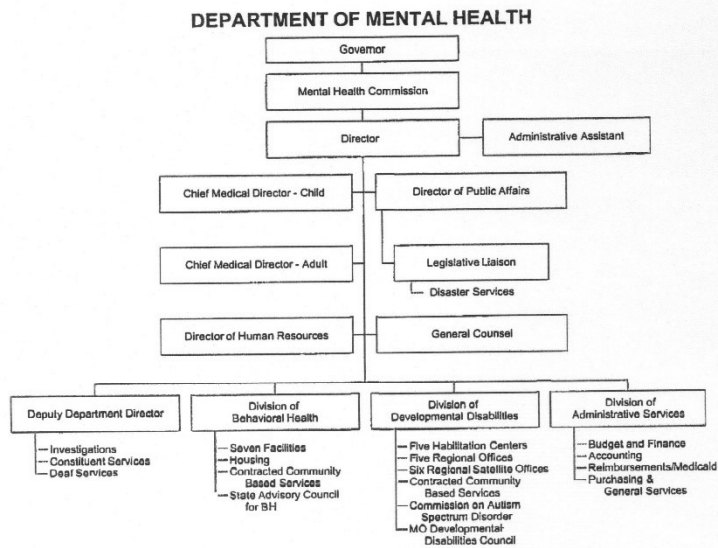 DEPARTMENT OF MENTAL HEALTH
Governor
Mental Health Commission
Director
Administrative Assistant
Chief Medical Director - Child
Director of Public Affairs
Chief Medical Director - Adult
Legislative Liaison
Disaster Services
Director of Human Resources
General Counsel
Deputy Department Director
Investigations
Constituent Services
Deaf Services
Division of
Behavioral Health
Seven Facilities
Housing
Contracted Community
Based Services
State Advisory Council
for BH
Division of
Developmental Disabilities
Five Habilitation Centers
Five Regional Offices
Six Regional Satellite Offices
Contracted Community
Based Services
Commission on Autism
Spectrum Disorder
MO Developmental
Disabilities Council
Division of
Administrative Services
Budget and Finance
Accounting
Reimbursements/Medicaid
Purchasing &
General Services